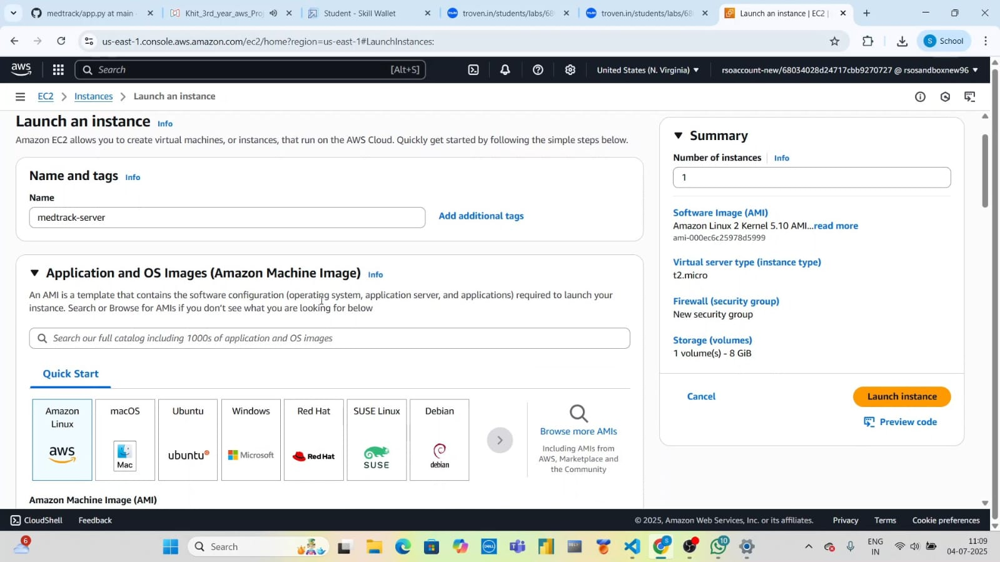 medtrack/app.py at main
Khit_3rd_year_aws_Proj
Student - Skill Wallet
troven.in/students/labs/68
troven.in/students/labs/68
Launch an instance | EC2 |
us-east-1.console.aws.amazon.com/ec2/home?region=us-east-1#LaunchInstances:
S School
aws
Search [Alt+S]
United States (N. Virginia)
rsoaccount-new/68034028d24717cbb9270727 @ rsosandboxnew96
EC2 > Instances > Launch an instance
Launch an instance Info
Amazon EC2 allows you to create virtual machines, or instances, that run on the AWS Cloud. Quickly get started by following the simple steps below.
Name and tags Info
Name
medtrack-server
Add additional tags
Application and OS Images (Amazon Machine Image) Info
An AMI is a template that contains the software configuration (operating system, application server, and applications) required to launch your
instance. Search or Browse for AMIs if you don't see what you are looking for below
Search our full catalog including 1000s of application and OS images
Quick Start
Amazon
Linux
aws
macOS
Mac
Ubuntu
ubuntu
Windows
Microsoft
Red Hat
Red Hat
SUSE Linux
SUSE
Debian
debian
Browse more AMIs
Including AMIs from
AWS, Marketplace and
the Community
Amazon Machine Image (AMI)
Summary
Number of instances Info
1
Software Image (AMI)
Amazon Linux 2 Kernel 5.10 AMI...read more
ami-000ec6c25978d5999
Virtual server type (instance type)
t2.micro
Firewall (security group)
New security group
Storage (volumes)
1 volume(s) - 8 GiB
Cancel
Launch instance
Preview code
CloudShell Feedback
© 2025, Amazon Web Services, Inc. or its affiliates. Privacy Terms Cookie preferences
6
Search
DELL
S
10
ENG
IN
11:09
04-07-2025